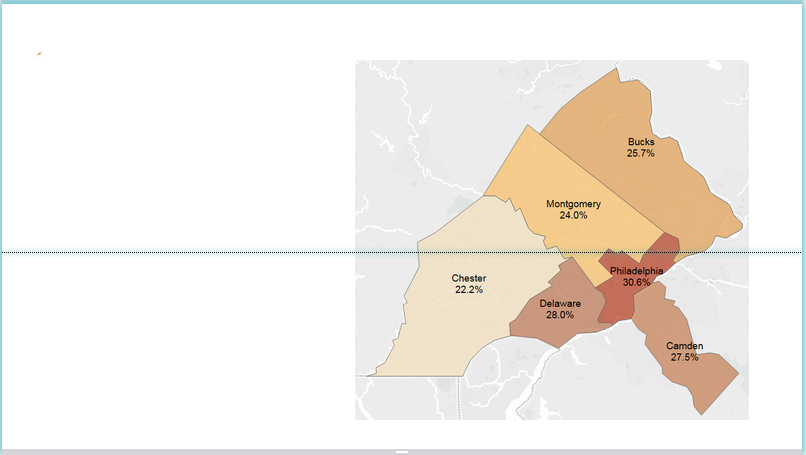 Bucks
25.7%
Montgomery
24.0%
Philadelphia
30.6%
Chester
22.2%
Delaware
28.0%
Camden
27.5%